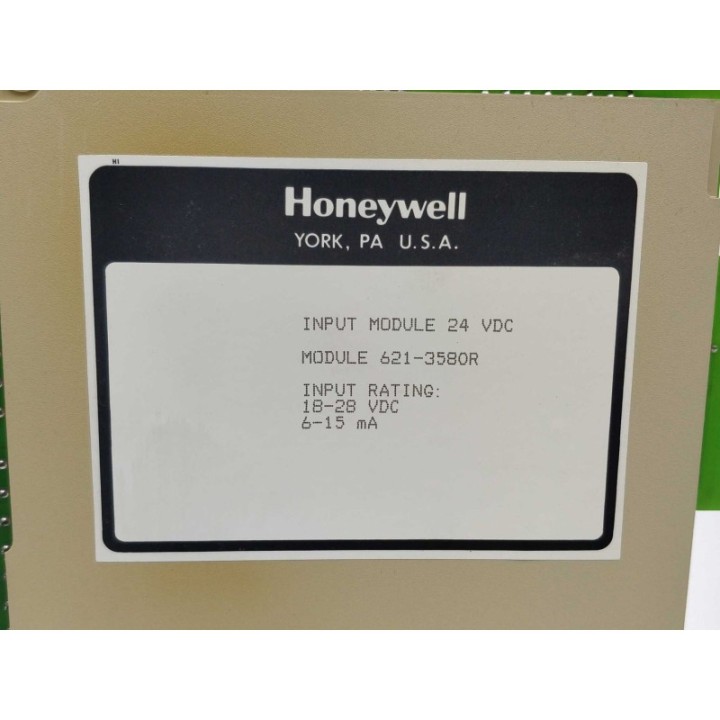 Honeywell
YORK, PA U.S.A.
INPUT MODULE 24 VDC
MODULE 621-3580R
INPUT RATING:
18-28 VDC
6-15 mA